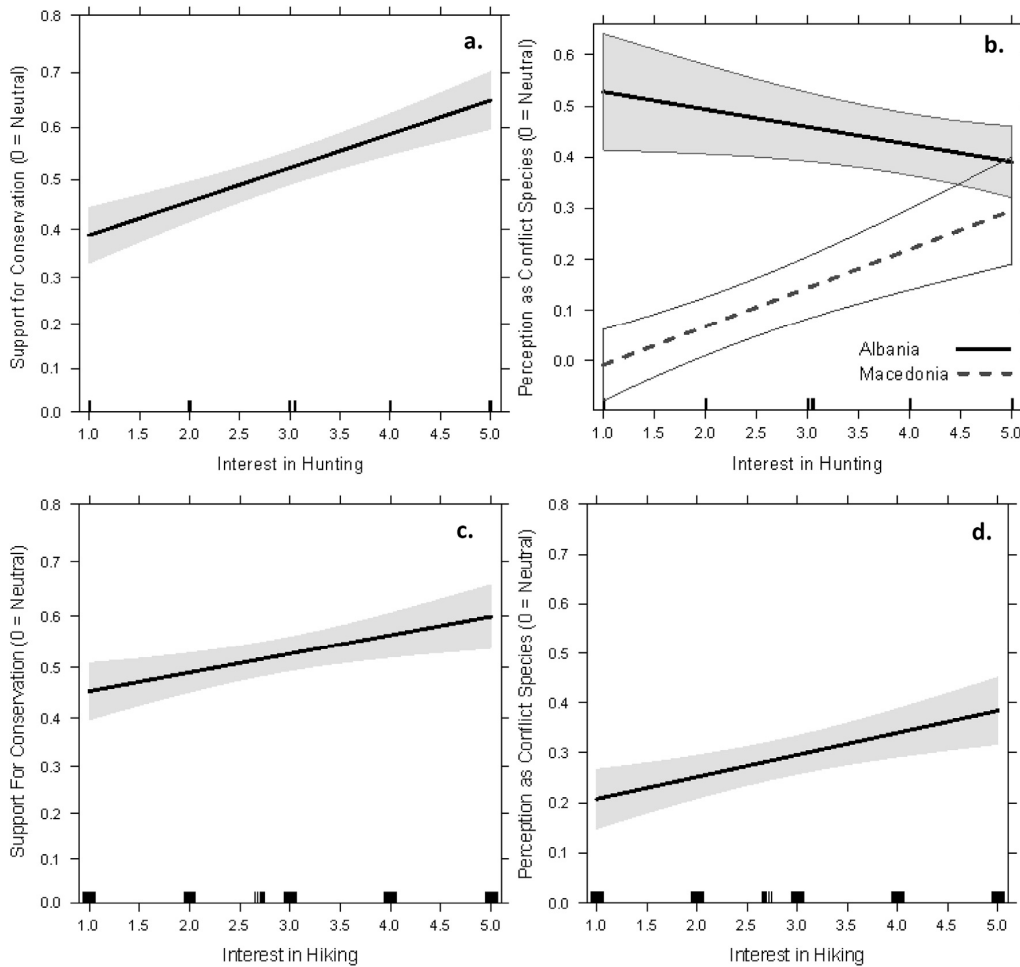 a.
Support for Conservation (0 = Neutral)
0.8
0.7
0.6
0.5
0.4
0.3
0.2
0.1
0.0
1.0 1.5 2.0 2.5 3.0 3.5 4.0 4.5 5.0
Interest in Hunting
b.
Perception as Conflict Species (0 = Neutral)
0.6
0.5
0.4
0.3
0.2
0.1
0.0
Albania
Macedonia
1.0 1.5 2.0 2.5 3.0 3.5 4.0 4.5 5.0
Interest in Hunting
c.
Support For Conservation (0 = Neutral)
0.8
0.7
0.6
0.5
0.4
0.3
0.2
0.1
0.0
1.0 1.5 2.0 2.5 3.0 3.5 4.0 4.5 5.0
Interest in Hiking
d.
Perception as Conflict Species (0 = Neutral)
0.8
0.7
0.6
0.5
0.4
0.3
0.2
0.1
0.0
1.0 1.5 2.0 2.5 3.0 3.5 4.0 4.5 5.0
Interest in Hiking